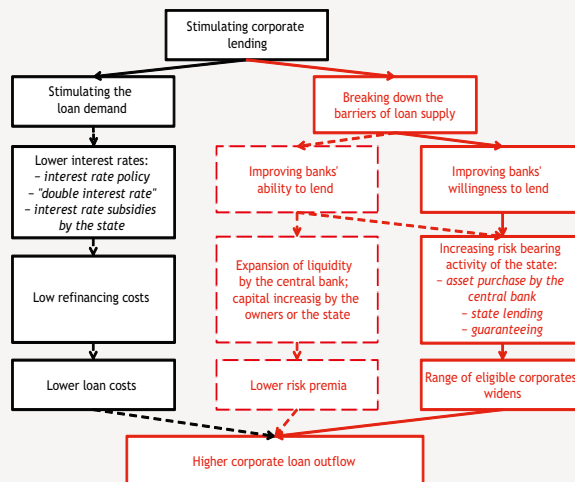 Stimulating corporate
lending
Stimulating the
loan demand
Breaking down the
barriers of loan supply
Lower interest rates:
– interest rate policy
– "double interest rate"
– interest rate subsidies
by the state
Improving banks'
ability to lend
Improving banks'
willingness to lend
Low refinancing costs
Expansion of liquidity
by the central bank;
capital increasig by the
owners or the state
Increasing risk bearing
activity of the state:
– asset purchase by the
central bank
– state lending
– guaranteeing
Lower loan costs
Lower risk premia
Range of eligible corporates
widens
Higher corporate loan outflow